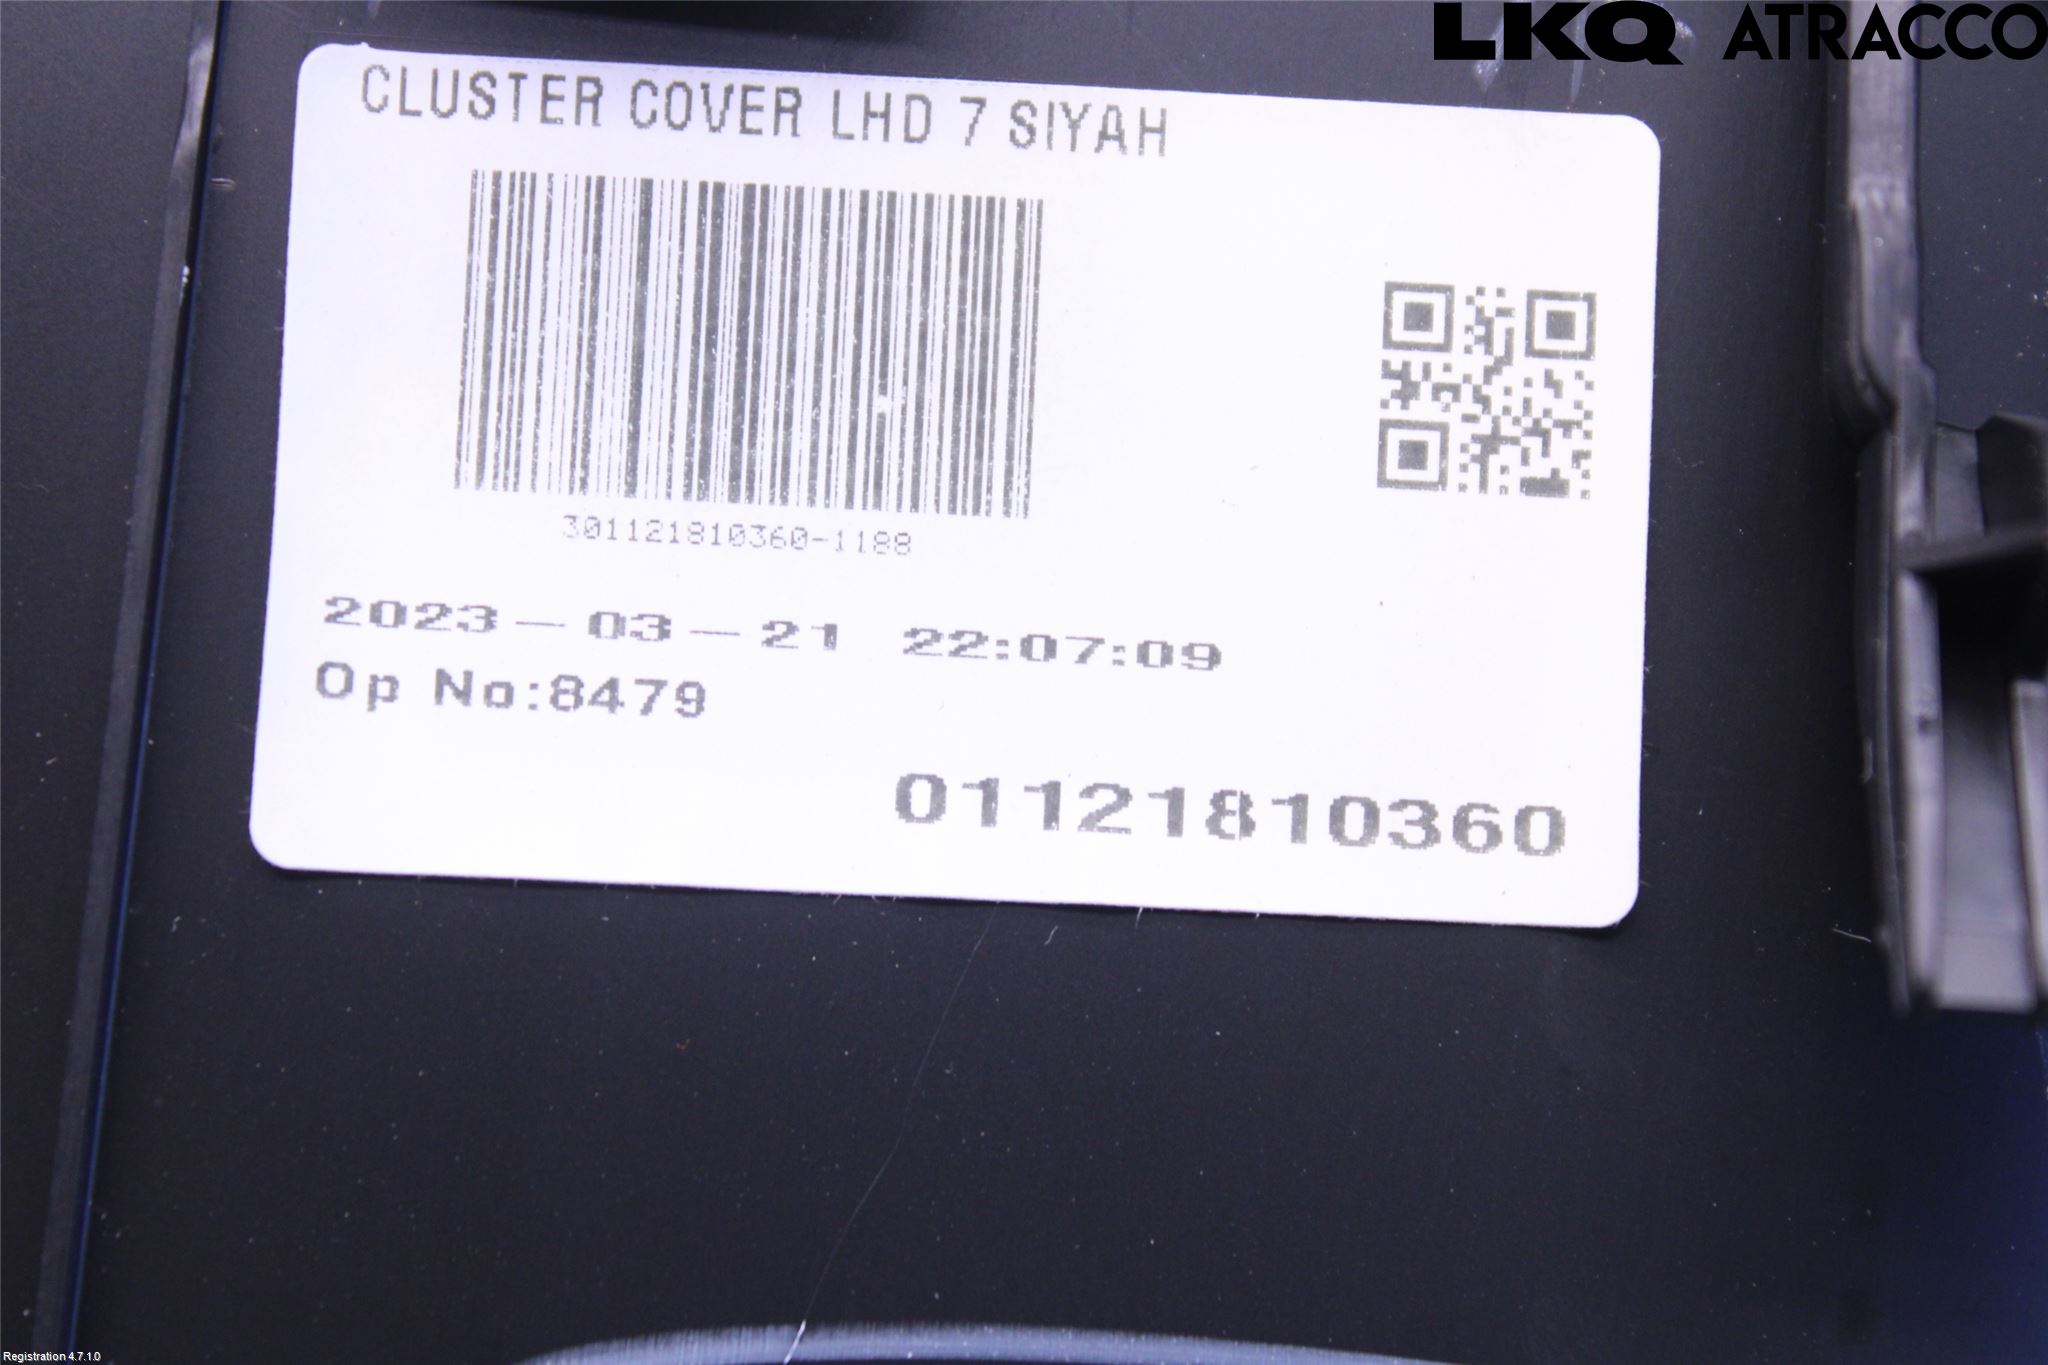 LKQ ATRACCO
CLUSTER COVER LHD 7 SIYAH
301121810360-1188
2023-03-21 22:07:09
Op No:8479
01121810360
Registration 4.7.1.0